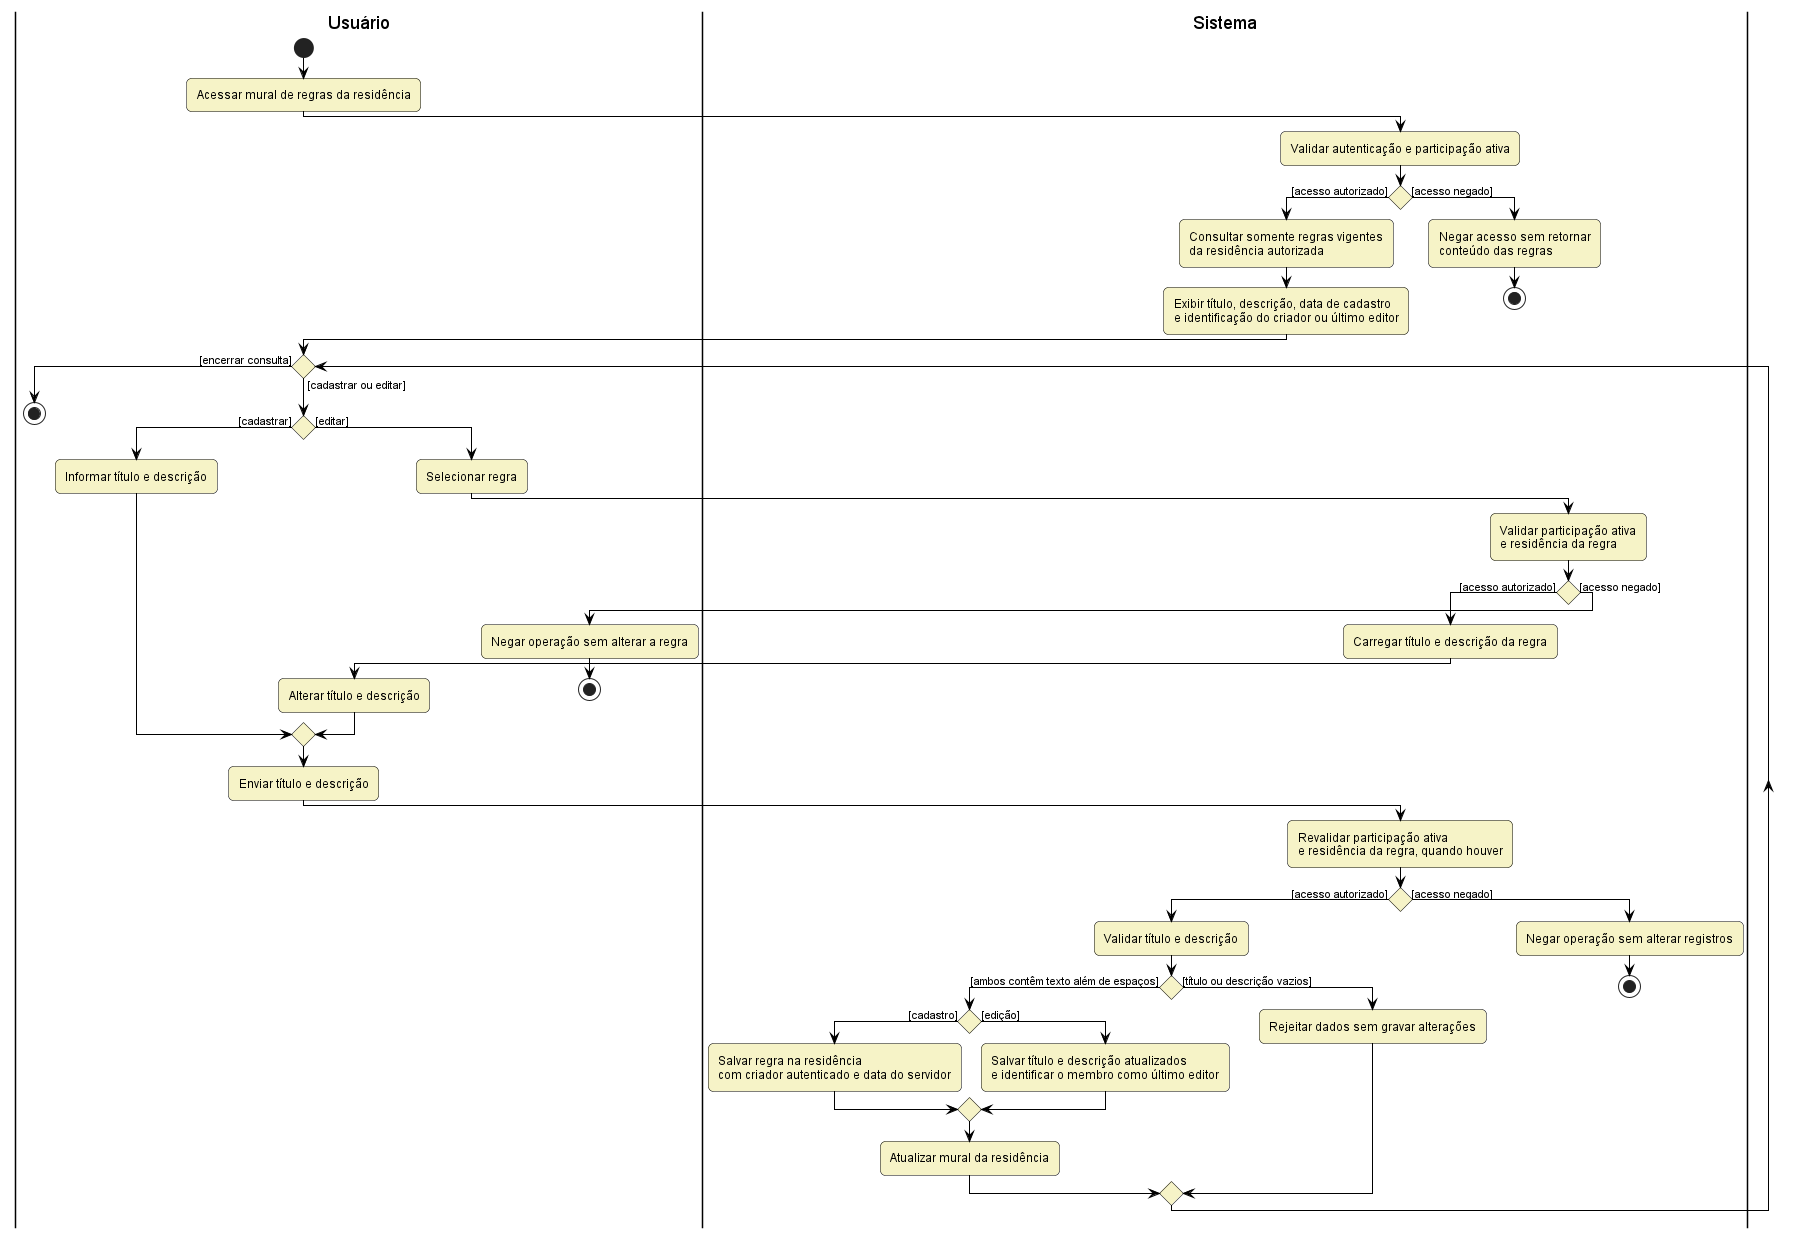 Usuário
Sistema
Acessar mural de regras da residência
Validar autenticação e participação ativa
[acesso autorizado]
[acesso negado]
Consultar somente regras vigentes
da residência autorizada
Negar acesso sem retornar
conteúdo das regras
Exibir título, descrição, data de cadastro
e identificação do criador ou último editor
[encerrar consulta]
[cadastrar ou editar]
[cadastrar]
[editar]
Informar título e descrição
Selecionar regra
Validar participação ativa
e residência da regra
[acesso autorizado]
[acesso negado]
Negar operação sem alterar a regra
Carregar título e descrição da regra
Alterar título e descrição
Enviar título e descrição
Revalidar participação ativa
e residência da regra, quando houver
[acesso autorizado]
[acesso negado]
Validar título e descrição
Negar operação sem alterar registros
[ambos contêm texto além de espaços]
[título ou descrição vazios]
[cadastro]
[edição]
Rejeitar dados sem gravar alterações
Salvar regra na residência
com criador autenticado e data do servidor
Salvar título e descrição atualizados
e identificar o membro como último editor
Atualizar mural da residência